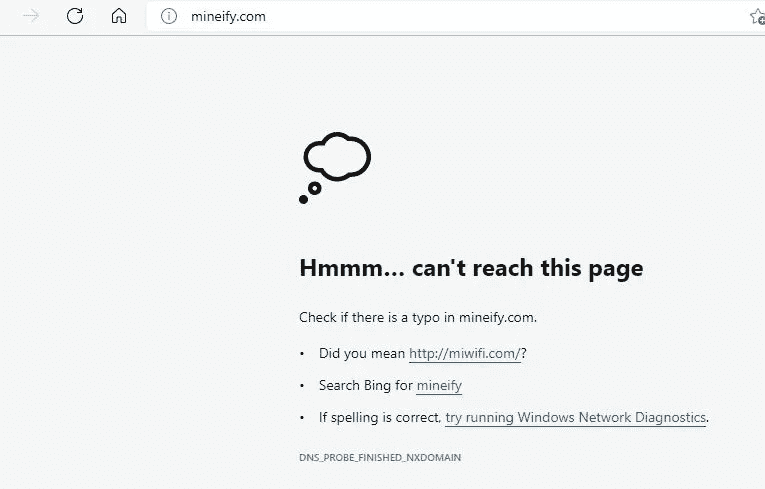 mineify.com
Hmmm... can't reach this page
Check if there is a typo in mineify.com.
• Did you mean http://miwifi.com/?
• Search Bing for mineify
• If spelling is correct, try running Windows Network Diagnostics.
DNS_PROBE_FINISHED_NXDOMAIN